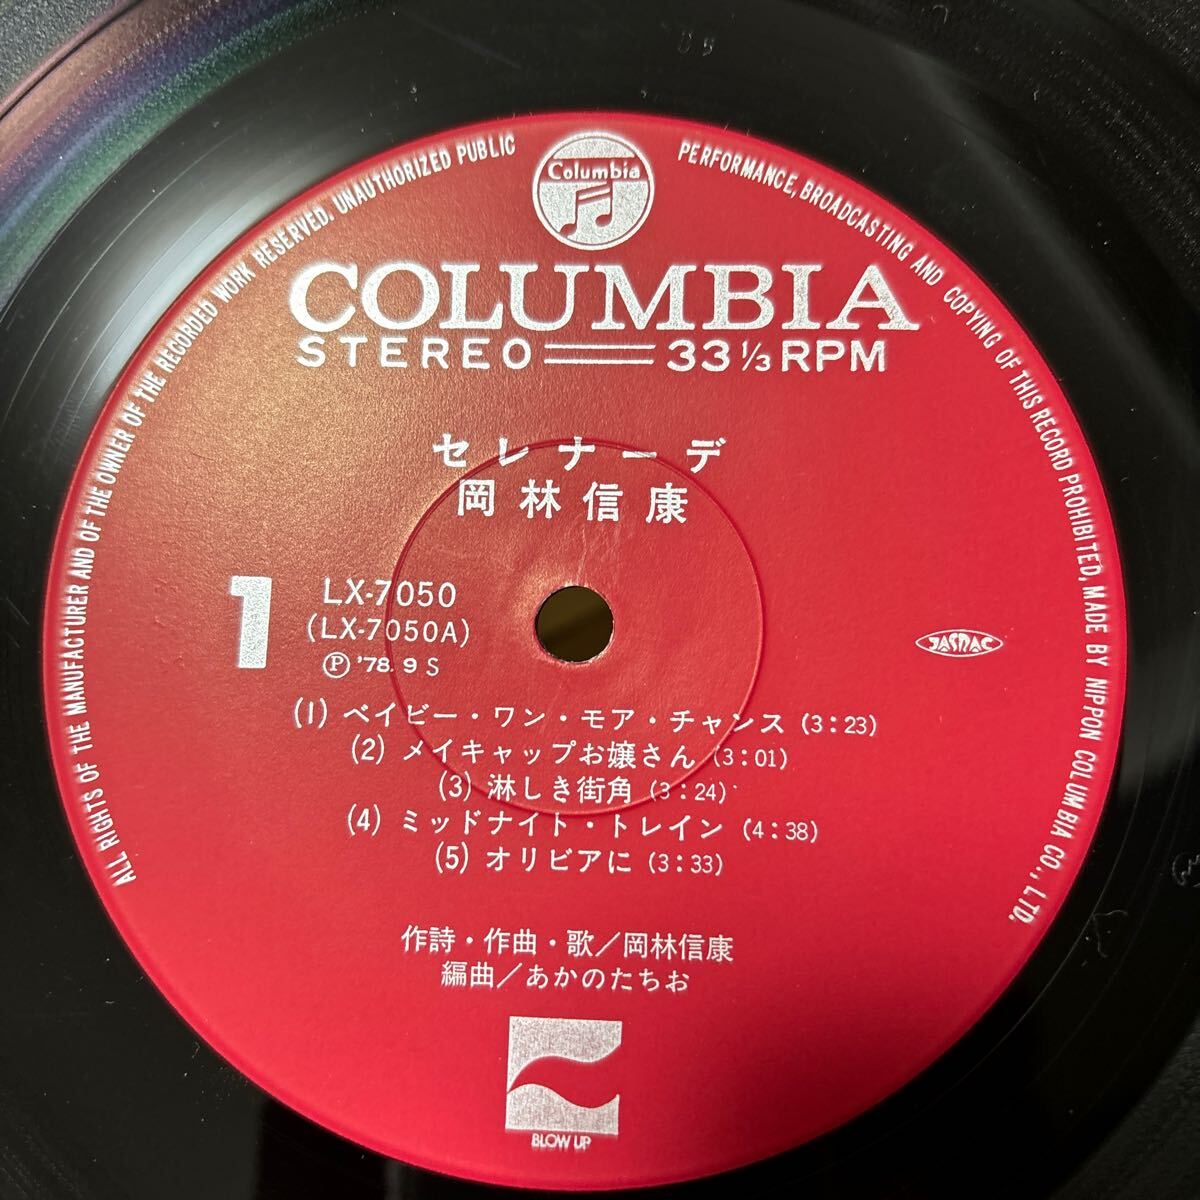 ALL RIGHTS OF THE MANUFACTURER AND OF THE OWNER OF THE RECORDED WORK RESERVED. UNAUTHORIZED PUBLIC PERFORMANCE, BROADCASTING AND COPYING OF THIS RECORD PROHIBITED, MADE BY NIPPON COLUMBIA CO., LTD.
Columbia
COLUMBIA
STEREO 33 1/3 RPM
セレナーデ
岡林信康
1
LX-7050
(LX-7050A)
Ⓟ '78. 9 S
JASRAC
(1) ベイビー・ワン・モア・チャンス (3:23)
(2) メイキャップお嬢さん (3:01)
(3) 淋しき街角 (3:24)
(4) ミッドナイト・トレイン (4:38)
(5) オリビアに (3:33)
作詩・作曲・歌/岡林信康
編曲/あかのたちお
BLOW UP